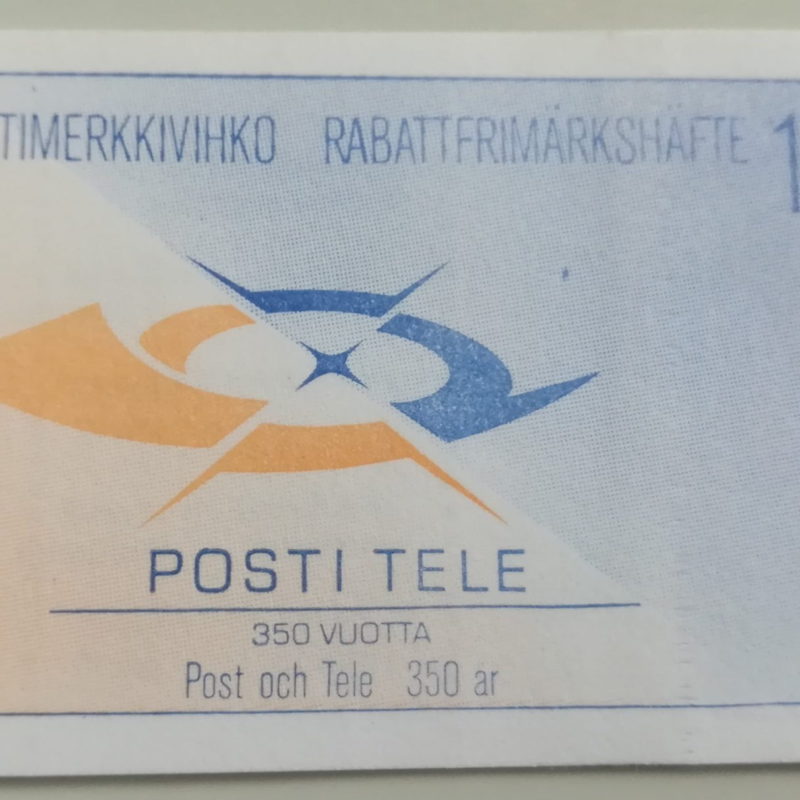 TIMERKKIVIHKO RABATTFRIMÄRKSHÄFTE 1
POSTI TELE
350 VUOTTA
Post och Tele 350 ar